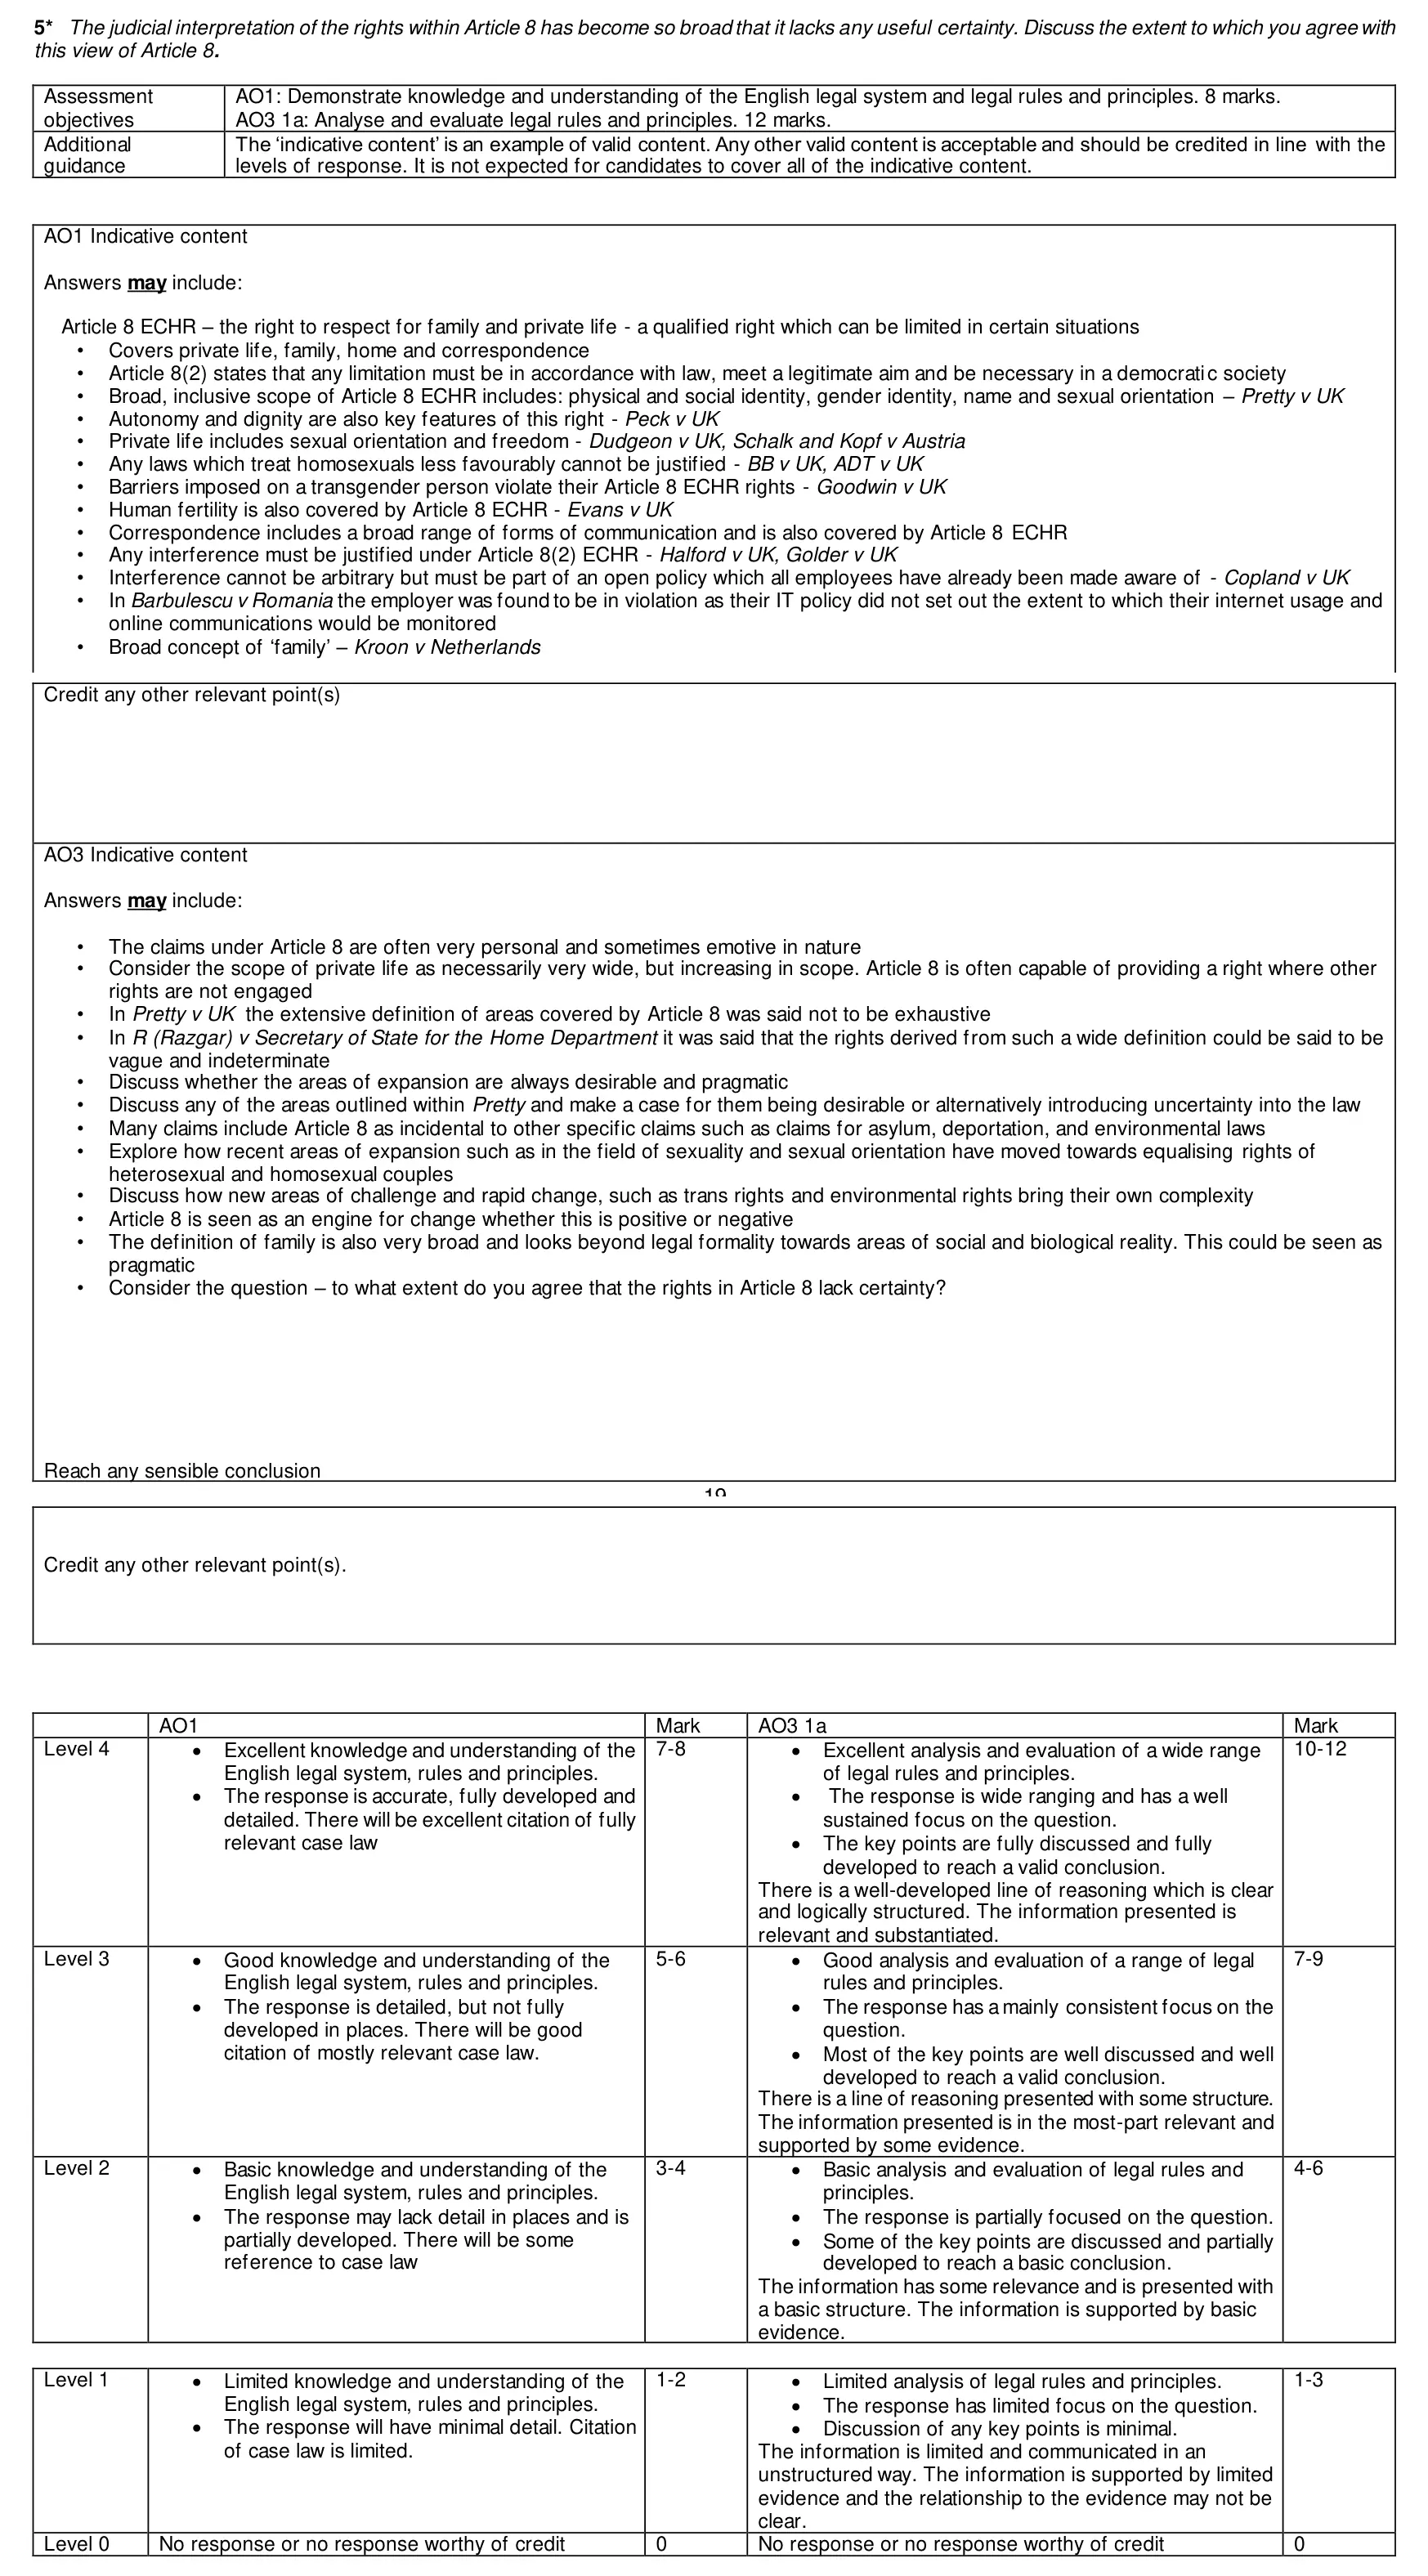 5* The judicial interpretation of the rights within Article 8 has become so broad that it lacks any useful certainty. Discuss the extent to which you agree with
this view of Article 8.
Assessment
objectives
AO1: Demonstrate knowledge and understanding of the English legal system and legal rules and principles. 8 marks.
AO3 1a: Analyse and evaluate legal rules and principles. 12 marks.
Additional
guidance
The ‘indicative content’ is an example of valid content. Any other valid content is acceptable and should be credited in line with the
levels of response. It is not expected for candidates to cover all of the indicative content.
AO1 Indicative content
Answers may include:
Article 8 ECHR – the right to respect for family and private life - a qualified right which can be limited in certain situations
• Covers private life, family, home and correspondence
• Article 8(2) states that any limitation must be in accordance with law, meet a legitimate aim and be necessary in a democratic society
• Broad, inclusive scope of Article 8 ECHR includes: physical and social identity, gender identity, name and sexual orientation – Pretty v UK
• Autonomy and dignity are also key features of this right - Peck v UK
• Private life includes sexual orientation and freedom - Dudgeon v UK, Schalk and Kopf v Austria
• Any laws which treat homosexuals less favourably cannot be justified - BB v UK, ADT v UK
• Barriers imposed on a transgender person violate their Article 8 ECHR rights - Goodwin v UK
• Human fertility is also covered by Article 8 ECHR - Evans v UK
• Correspondence includes a broad range of forms of communication and is also covered by Article 8 ECHR
• Any interference must be justified under Article 8(2) ECHR - Halford v UK, Golder v UK
• Interference cannot be arbitrary but must be part of an open policy which all employees have already been made aware of - Copland v UK
• In Barbulescu v Romania the employer was found to be in violation as their IT policy did not set out the extent to which their internet usage and
online communications would be monitored
• Broad concept of ‘family’ – Kroon v Netherlands
Credit any other relevant point(s)
AO3 Indicative content
Answers may include:
• The claims under Article 8 are often very personal and sometimes emotive in nature
• Consider the scope of private life as necessarily very wide, but increasing in scope. Article 8 is often capable of providing a right where other
rights are not engaged
• In Pretty v UK the extensive definition of areas covered by Article 8 was said not to be exhaustive
• In R (Razgar) v Secretary of State for the Home Department it was said that the rights derived from such a wide definition could be said to be
vague and indeterminate
• Discuss whether the areas of expansion are always desirable and pragmatic
• Discuss any of the areas outlined within Pretty and make a case for them being desirable or alternatively introducing uncertainty into the law
• Many claims include Article 8 as incidental to other specific claims such as claims for asylum, deportation, and environmental laws
• Explore how recent areas of expansion such as in the field of sexuality and sexual orientation have moved towards equalising rights of
heterosexual and homosexual couples
• Discuss how new areas of challenge and rapid change, such as trans rights and environmental rights bring their own complexity
• Article 8 is seen as an engine for change whether this is positive or negative
• The definition of family is also very broad and looks beyond legal formality towards areas of social and biological reality. This could be seen as
pragmatic
• Consider the question – to what extent do you agree that the rights in Article 8 lack certainty?
Reach any sensible conclusion
19
Credit any other relevant point(s).
AO1
Mark
AO3 1a
Mark
Level 4
• Excellent knowledge and understanding of the
English legal system, rules and principles.
• The response is accurate, fully developed and
detailed. There will be excellent citation of fully
relevant case law
7-8
• Excellent analysis and evaluation of a wide range
of legal rules and principles.
• The response is wide ranging and has a well
sustained focus on the question.
• The key points are fully discussed and fully
developed to reach a valid conclusion.
There is a well-developed line of reasoning which is clear
and logically structured. The information presented is
relevant and substantiated.
10-12
Level 3
• Good knowledge and understanding of the
English legal system, rules and principles.
• The response is detailed, but not fully
developed in places. There will be good
citation of mostly relevant case law.
5-6
• Good analysis and evaluation of a range of legal
rules and principles.
• The response has a mainly consistent focus on the
question.
• Most of the key points are well discussed and well
developed to reach a valid conclusion.
There is a line of reasoning presented with some structure.
The information presented is in the most-part relevant and
supported by some evidence.
7-9
Level 2
• Basic knowledge and understanding of the
English legal system, rules and principles.
• The response may lack detail in places and is
partially developed. There will be some
reference to case law
3-4
• Basic analysis and evaluation of legal rules and
principles.
• The response is partially focused on the question.
• Some of the key points are discussed and partially
developed to reach a basic conclusion.
The information has some relevance and is presented with
a basic structure. The information is supported by basic
evidence.
4-6
Level 1
• Limited knowledge and understanding of the
English legal system, rules and principles.
• The response will have minimal detail. Citation
of case law is limited.
1-2
• Limited analysis of legal rules and principles.
• The response has limited focus on the question.
• Discussion of any key points is minimal.
The information is limited and communicated in an
unstructured way. The information is supported by limited
evidence and the relationship to the evidence may not be
clear.
1-3
Level 0
No response or no response worthy of credit
0
No response or no response worthy of credit
0